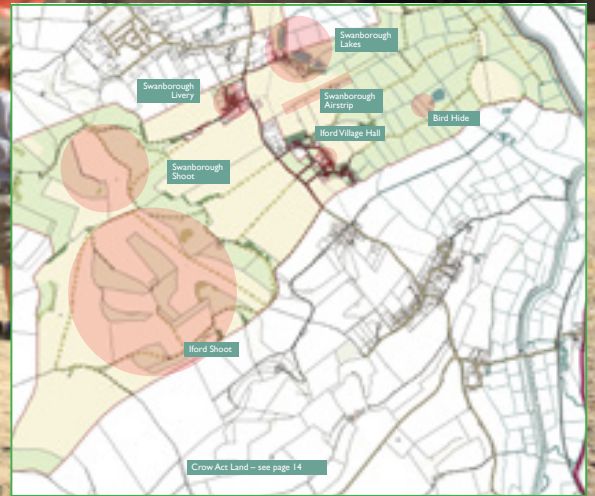 Swanborough
Lakes
Swanborough
Livery
Swanborough
Airstrip
Bird Hide
Iford Village Hall
Swanborough
Shoot
Iford Shoot
Crow Act Land – see page 14